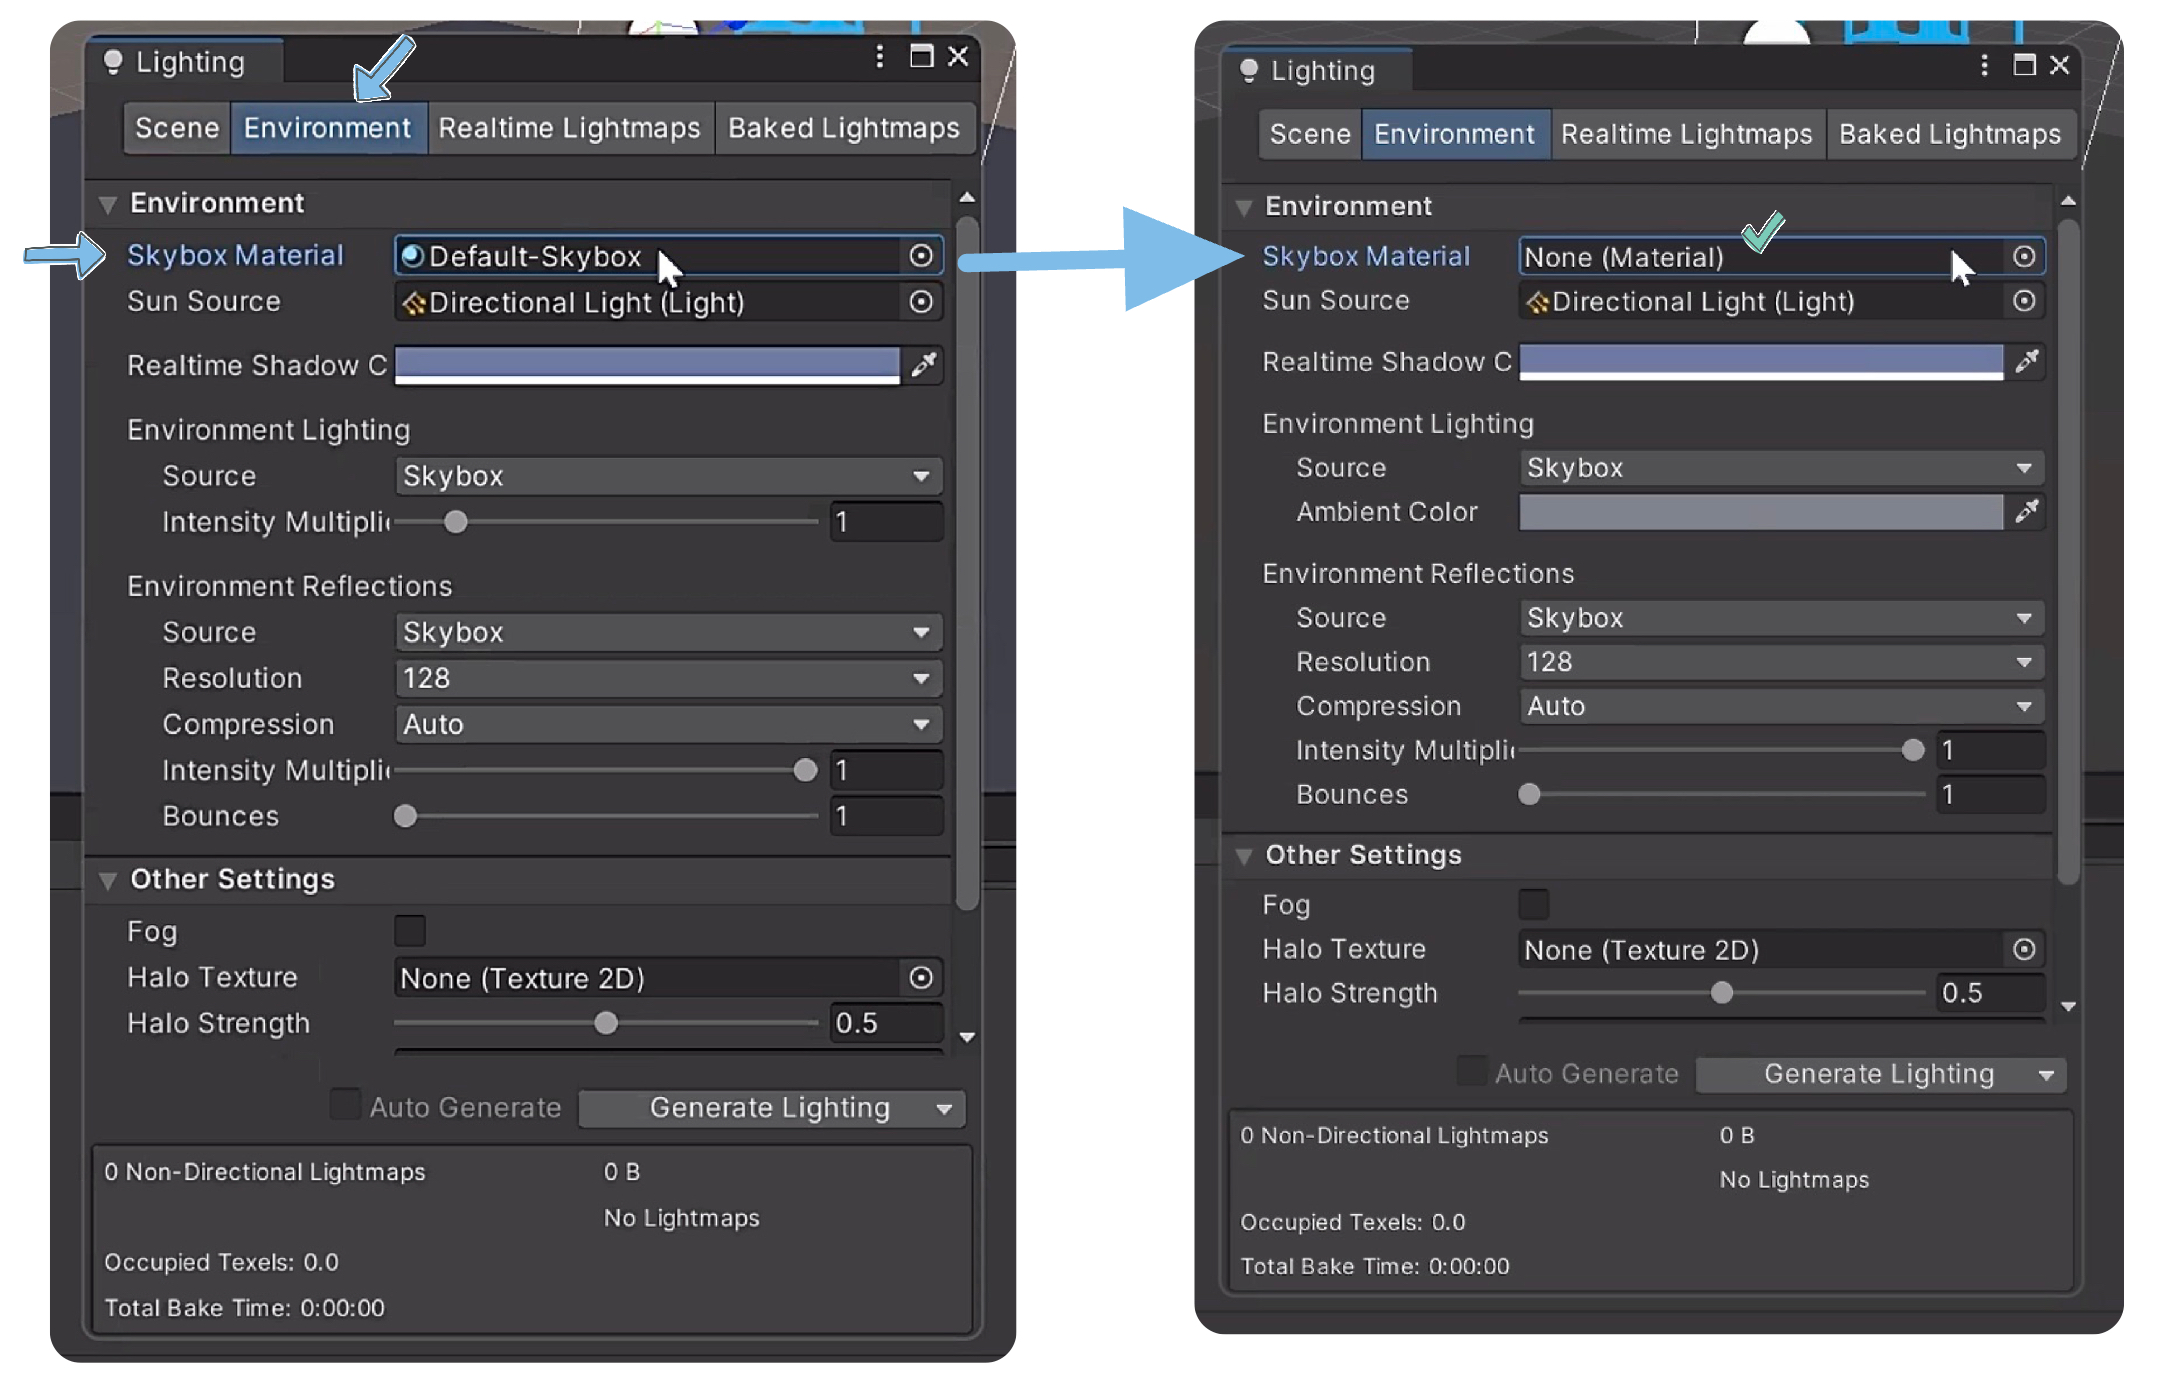 Lighting
Scene Environment Realtime Lightmaps Baked Lightmaps
Environment
Skybox Material Default-Skybox
Sun Source Directional Light (Light)
Realtime Shadow C
Environment Lighting
Source Skybox
Intensity Multipli 1
Environment Reflections
Source Skybox
Resolution 128
Compression Auto
Intensity Multipli 1
Bounces 1
Other Settings
Fog
Halo Texture None (Texture 2D)
Halo Strength 0.5
Auto Generate Generate Lighting
0 Non-Directional Lightmaps 0 B
No Lightmaps
Occupied Texels: 0.0
Total Bake Time: 0:00:00
Lighting
Scene Environment Realtime Lightmaps Baked Lightmaps
Environment
Skybox Material None (Material)
Sun Source Directional Light (Light)
Realtime Shadow C
Environment Lighting
Source Skybox
Ambient Color
Environment Reflections
Source Skybox
Resolution 128
Compression Auto
Intensity Multipli 1
Bounces 1
Other Settings
Fog
Halo Texture None (Texture 2D)
Halo Strength 0.5
Auto Generate Generate Lighting
0 Non-Directional Lightmaps 0 B
No Lightmaps
Occupied Texels: 0.0
Total Bake Time: 0:00:00